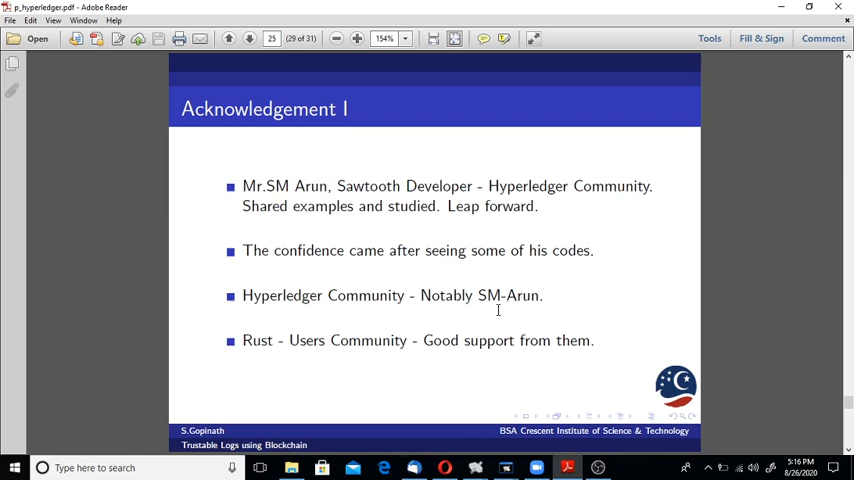 p_hyperledger.pdf - Adobe Reader
File Edit View Window Help
Open 25 (29 of 31) 154% Tools Fill & Sign Comment
Acknowledgement I
Mr.SM Arun, Sawtooth Developer - Hyperledger Community.
Shared examples and studied. Leap forward.
The confidence came after seeing some of his codes.
Hyperledger Community - Notably SM-Arun.
Rust - Users Community - Good support from them.
S.Gopinath BSA Crescent Institute of Science & Technology
Trustable Logs using Blockchain
Type here to search
5:16 PM
8/26/2020